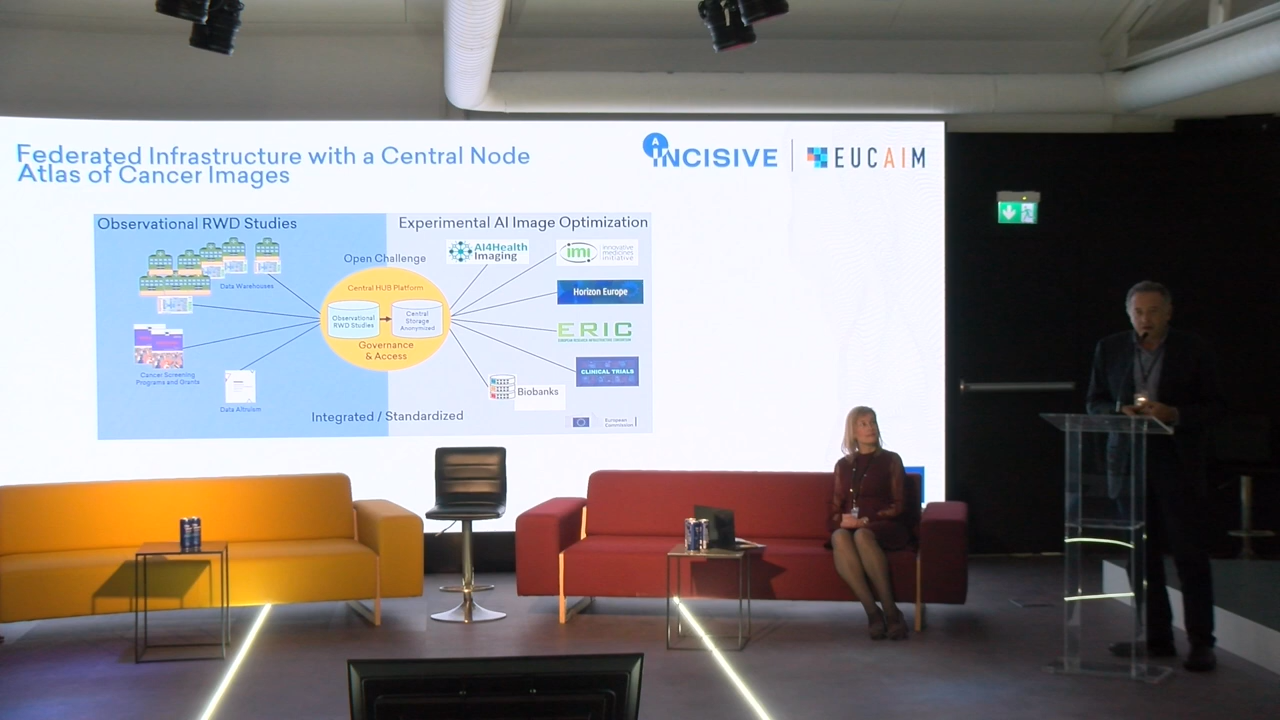 Federated Infrastructure with a Central Node
Atlas of Cancer Images
AI
INCISIVE
EUCAIM
Observational RWD Studies
Experimental AI Image Optimization
Data Warehouses
Cancer Screening
Programs and Grants
Data Altruism
Open Challenge
Central HUB Platform
Observational
RWD Studies
Central
Storage
Anonymized
Governance
& Access
Integrated / Standardized
AI4Health
Imaging
imi
innovative
medicines
initiative
Horizon Europe
ERIC
CLINICAL TRIALS
Biobanks
European
Commission